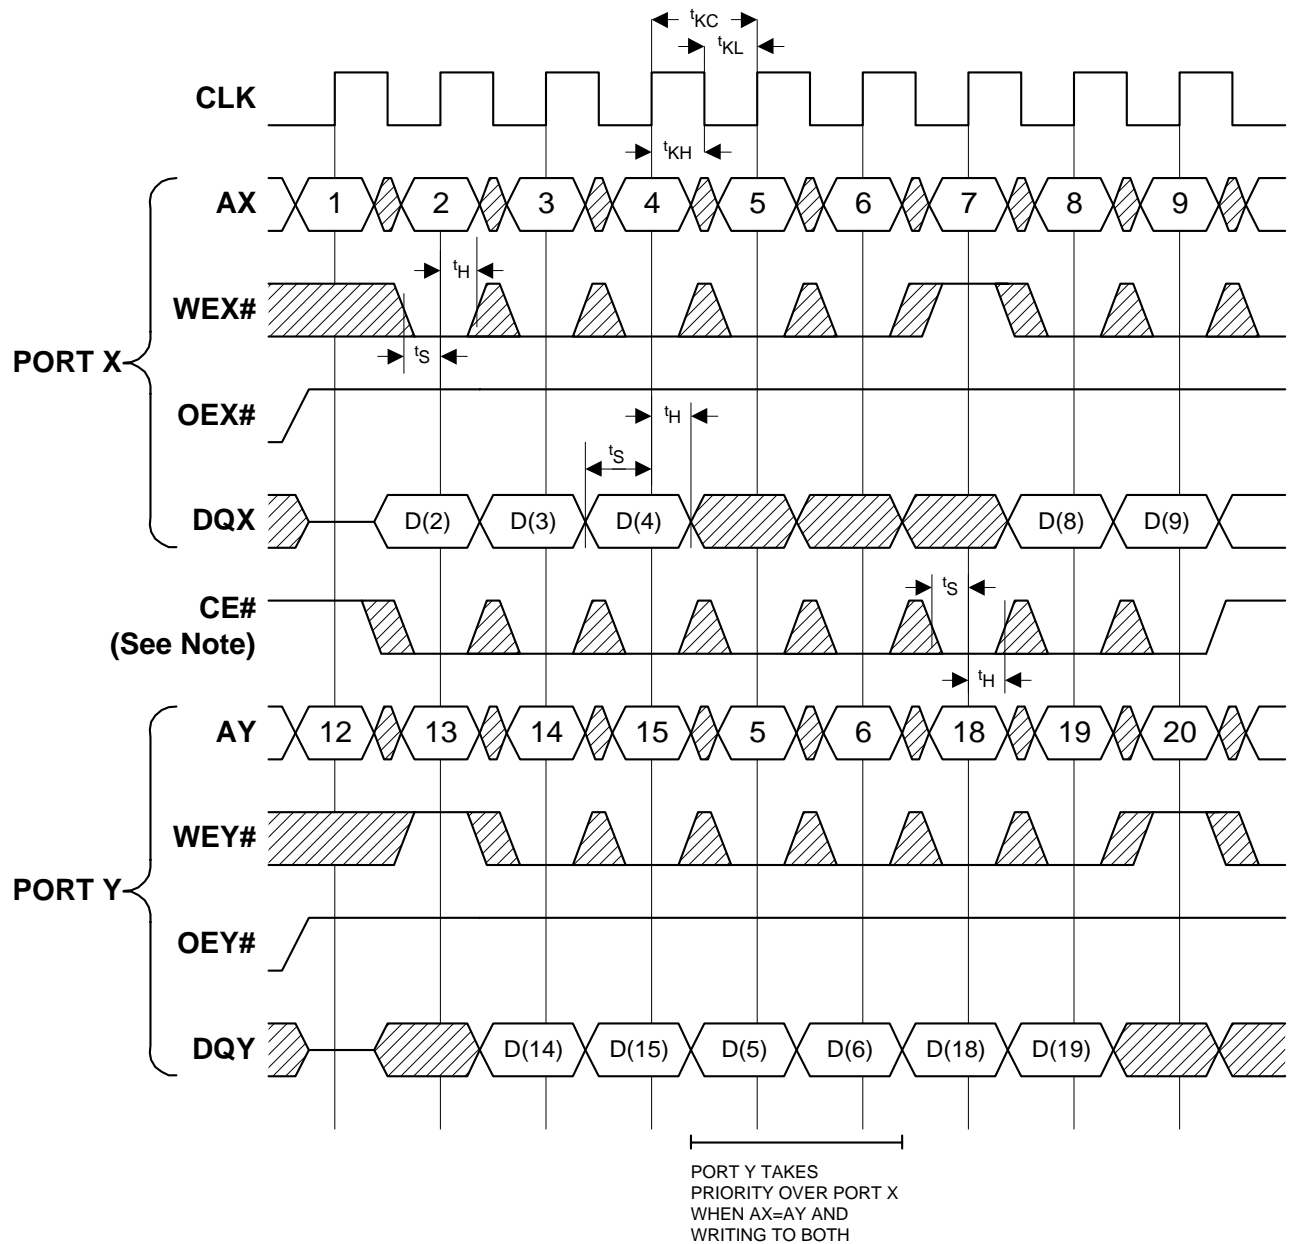 tKC
tKL
CLK
tKH
AX 1 2 3 4 5 6 7 8 9
tH
WEX#
tS
PORT X
OEX#
tH
tS
DQX D(2) D(3) D(4) D(8) D(9)
CE#
(See Note)
tS
tH
AY 12 13 14 15 5 6 18 19 20
WEY#
PORT Y
OEY#
DQY D(14) D(15) D(5) D(6) D(18) D(19)
PORT Y TAKES
PRIORITY OVER PORT X
WHEN AX=AY AND
WRITING TO BOTH